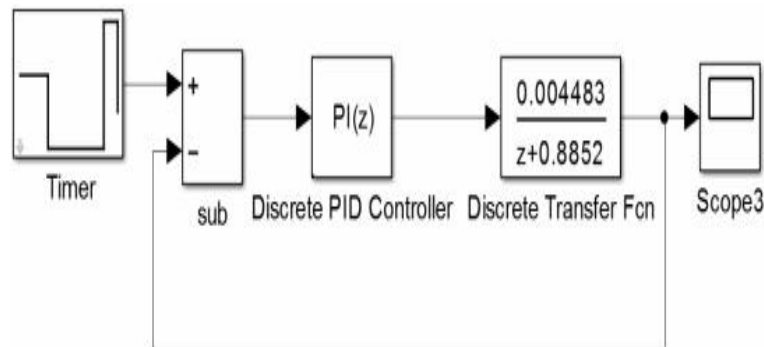 +
−
PI(z)
0.004483
z+0.8852
Timer
sub
Discrete PID Controller
Discrete Transfer Fcn
Scope3